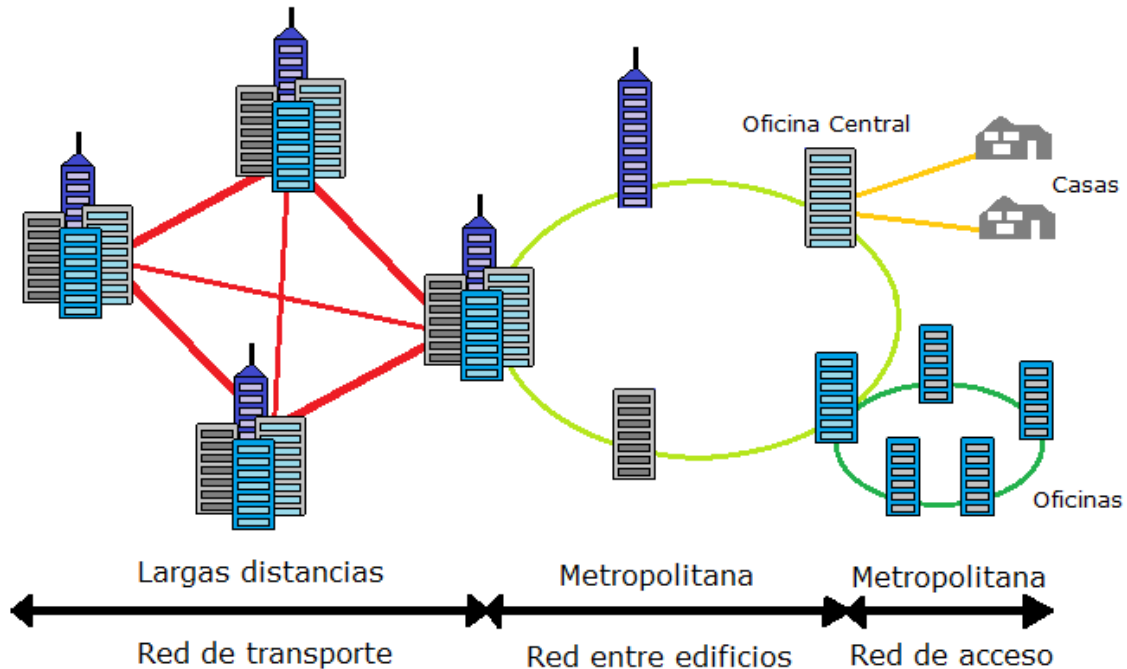 Oficina Central
Casas
Oficinas
Largas distancias
Metropolitana
Metropolitana
Red de transporte
Red entre edificios
Red de acceso